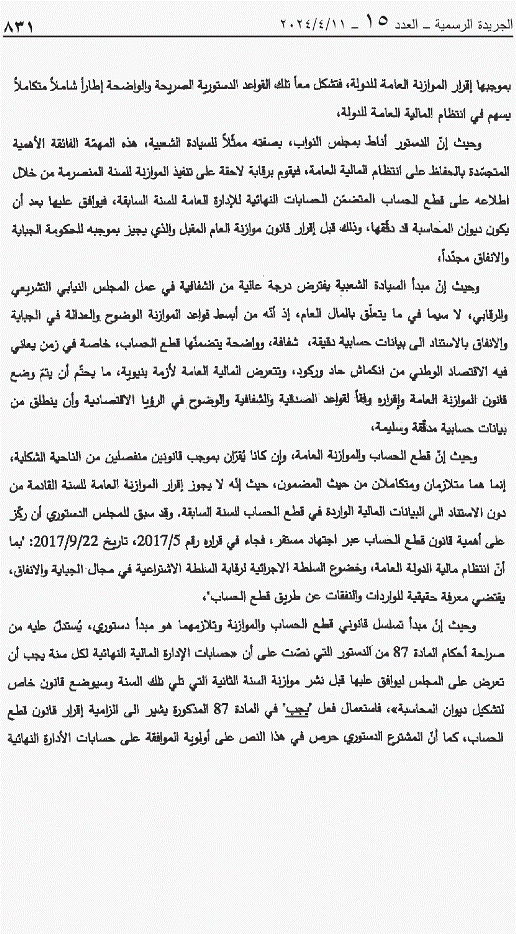 الجريدة الرسمية ــ العدد ١٥ ــ ٢٠٢٤/٤/١١
٨٣١
بموجبها إقرار الموازنة العامة للدولة، فتشكل معاً تلك القواعد الدستورية الصريحة والواضحة إطاراً شاملاً متكاملاً
يسهم في انتظام المالية العامة للدولة،
وحيث إنّ الدستور أناط بمجلس النواب، بصفته ممثّلاً للسيادة الشعبية، هذه المهمّة الفائقة الأهمية
المتجسّدة بالحفاظ على انتظام المالية العامة، فيقوم برقابة لاحقة على تنفيذ الموازنة للسنة المنصرمة من خلال
اطلاعه على قطع الحساب المتضمّن الحسابات النهائية للإدارة العامة للسنة السابقة، فيوافق عليها بعد أن
يكون ديوان المحاسبة قد دقّقها، وذلك قبل إقرار قانون موازنة العام المقبل والذي يجيز بموجبه للحكومة الجباية
والانفاق مجدّداً،
وحيث إنّ مبدأ السيادة الشعبية يفترض درجة عالية من الشفافية في عمل المجلس النيابي التشريعي
والرقابي، لا سيما في ما يتعلّق بالمال العام، إذ أنّه من أبسط قواعد الموازنة الوضوح والعدالة في الجباية
والانفاق بالاستناد الى بيانات حسابية دقيقة، شفافة، وواضحة يتضمنّها قطع الحساب، خاصة في زمن يعاني
فيه الاقتصاد الوطني من انكماش حاد وركود، وتتعرض المالية العامة لأزمة بنيوية، ما يحتّم أن يتمّ وضع
قانون الموازنة العامة وإقراره وفقاً لقواعد الصدقية والشفافية والوضوح في الرؤيا الاقتصادية وأن ينطلق من
بيانات حسابية مدقّقة وسليمة،
وحيث إنّ قطع الحساب والموازنة العامة، وإن كانا يُقرّان بموجب قانونين منفصلين من الناحية الشكلية،
إنما هما متلازمان ومتكاملان من حيث المضمون، حيث إنّه لا يجوز إقرار الموازنة العامة للسنة القادمة من
دون الاستناد الى البيانات المالية الواردة في قطع الحساب للسنة السابقة. وقد سبق للمجلس الدستوري أن ركّز
على أهمية قانون قطع الحساب عبر اجتهاد مستقر، فجاء في قراره رقم 2017/5، تاريخ 2017/9/22: "بما
أنّ انتظام مالية الدولة العامة، وخضوع السلطة الاجرائية لرقابة السلطة الاشتراعية في مجال الجباية والانفاق،
يقتضي معرفة حقيقية للواردات والنفقات عن طريق قطع الحساب"،
وحيث إنّ مبدأ تسلسل قانوني قطع الحساب والموازنة وتلازمهما هو مبدأ دستوري، يُستدلّ عليه من
صراحة أحكام المادة 87 من الدستور التي نصّت على أن «حسابات الإدارة المالية النهائية لكل سنة يجب أن
تعرض على المجلس ليوافق عليها قبل نشر موازنة السنة الثانية التي تلي تلك السنة وسيوضع قانون خاص
لتشكيل ديوان المحاسبة»، فاستعمال فعل "يجب" في المادة 87 المذكورة يشير الى الزامية إقرار قانون قطع
الحساب، كما أنّ المشترع الدستوري حرص في هذا النص على أولوية الموافقة على حسابات الأدارة النهائية